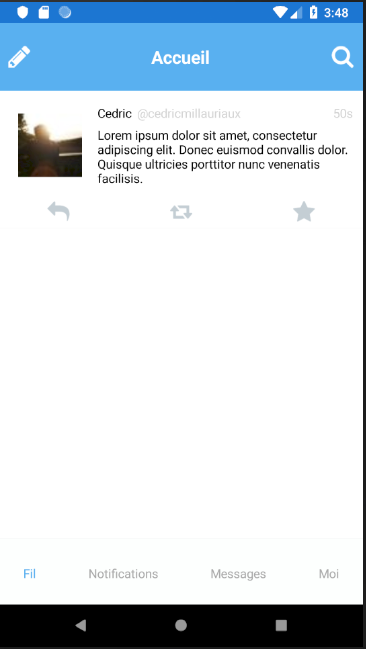 3:48
Accueil
Cedric @cedricmillauriaux 50s
Lorem ipsum dolor sit amet, consectetur
adipiscing elit. Donec euismod convallis dolor.
Quisque ultricies porttitor nunc venenatis
facilisis.
Fil Notifications Messages Moi